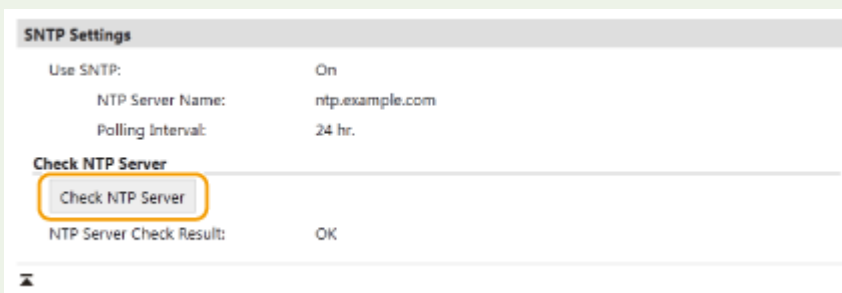 SNTP Settings
Use SNTP: On
NTP Server Name: ntp.example.com
Polling Interval: 24 hr.
Check NTP Server
Check NTP Server
NTP Server Check Result: OK